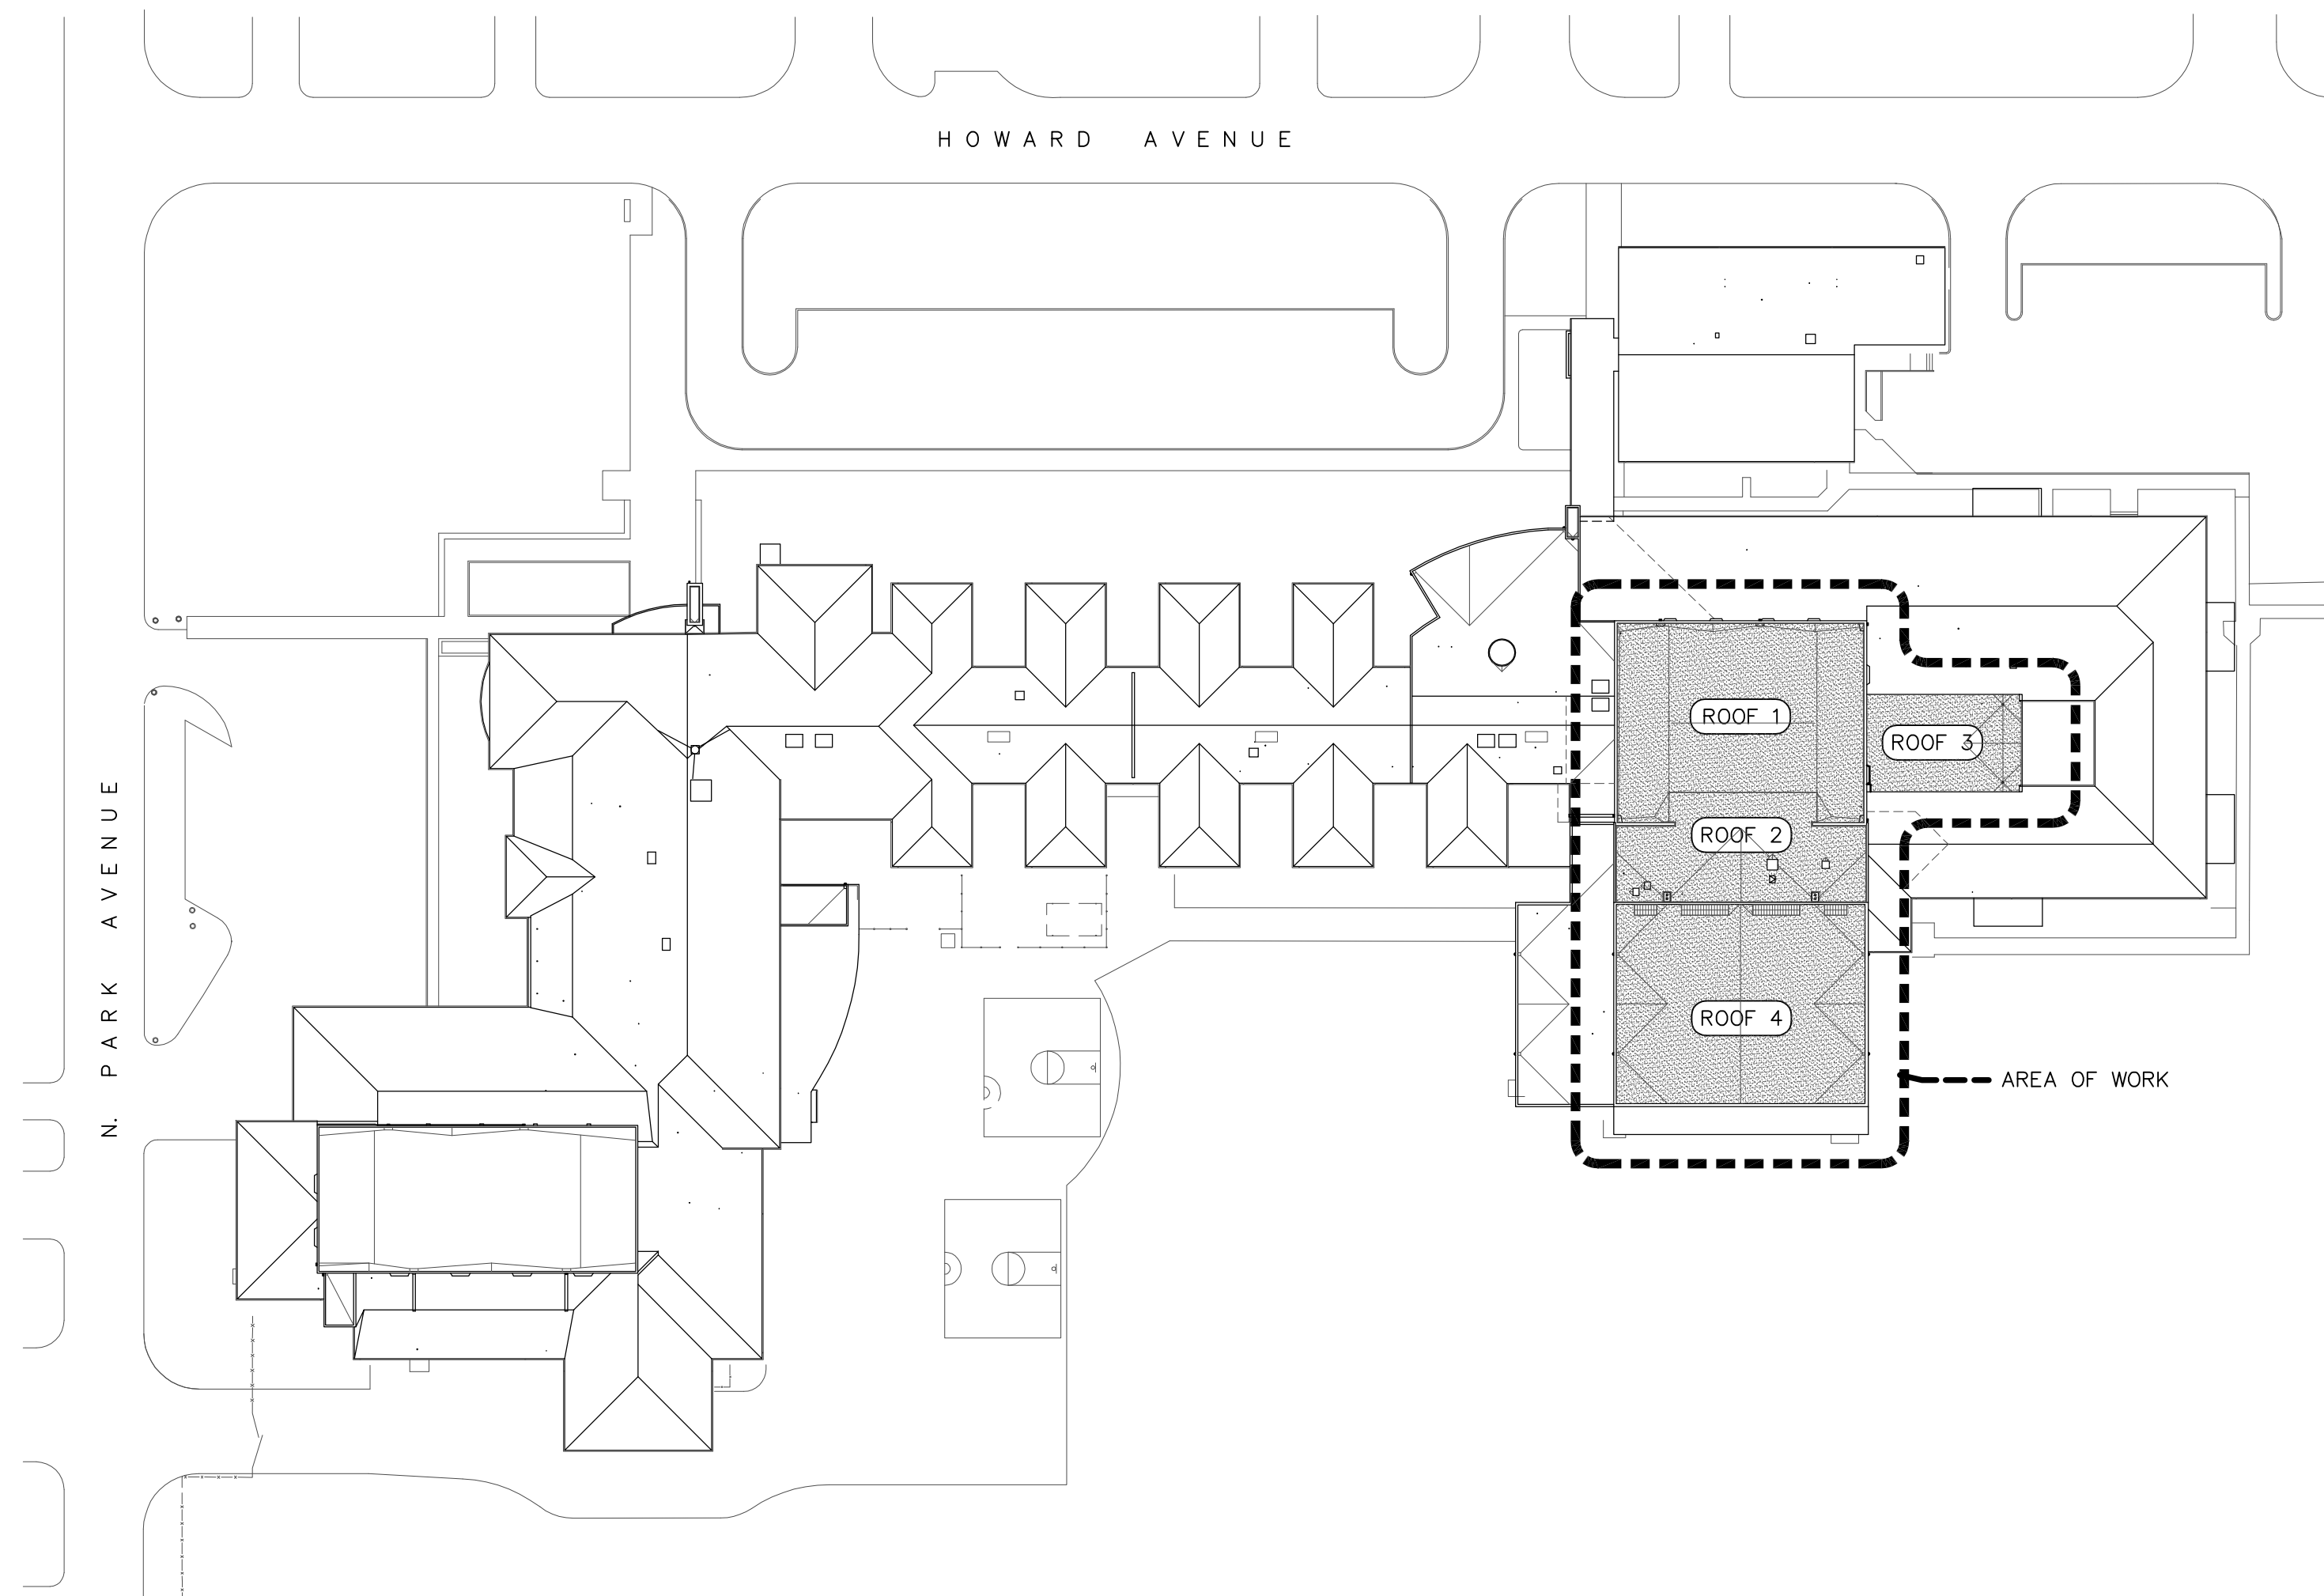 HOWARD AVENUE
ROOF 1
ROOF 3
N. PARK AVENUE
ROOF 2
ROOF 4
AREA OF WORK